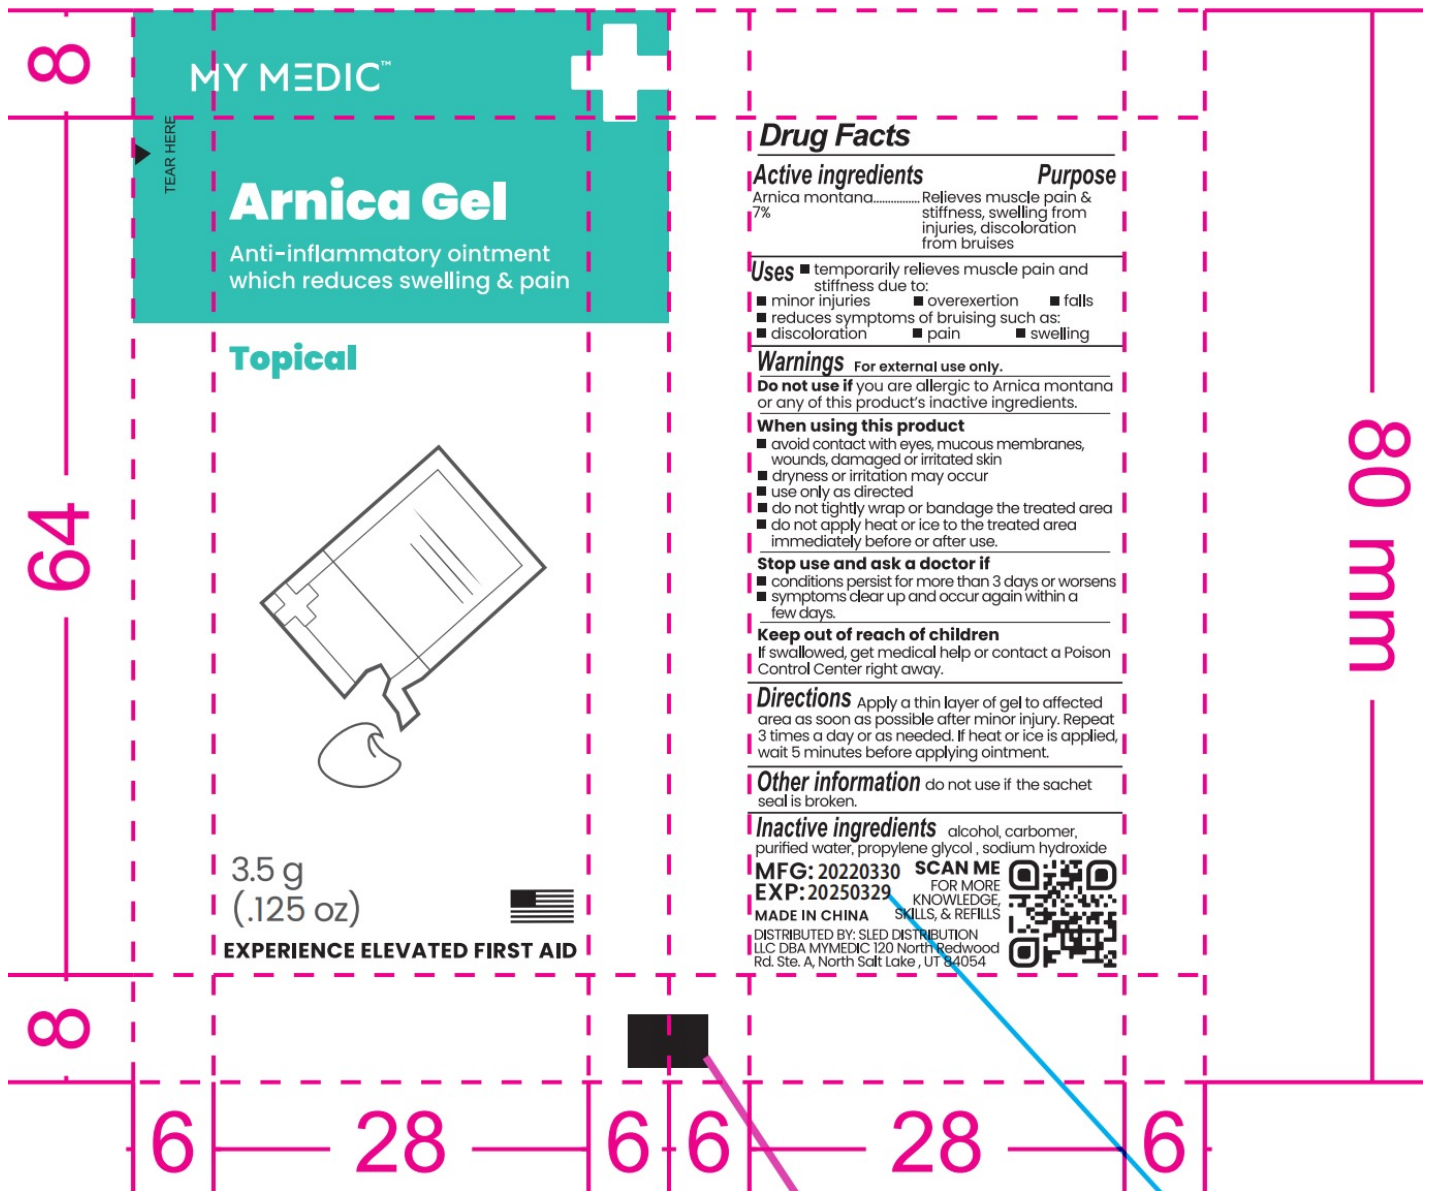 8
MY MEDIC™
TEAR HERE
Arnica Gel
Anti-inflammatory ointment
which reduces swelling & pain
Topical
64
3.5 g
(.125 oz)
EXPERIENCE ELEVATED FIRST AID
8
Drug Facts
Active ingredients Purpose
Arnica montana................Relieves muscle pain &
7% stiffness, swelling from
injuries, discoloration
from bruises
Uses ■ temporarily relieves muscle pain and
stiffness due to:
■ minor injuries ■ overexertion ■ falls
■ reduces symptoms of bruising such as:
■ discoloration ■ pain ■ swelling
Warnings For external use only.
Do not use if you are allergic to Arnica montana
or any of this product's inactive ingredients.
When using this product
■ avoid contact with eyes, mucous membranes,
wounds, damaged or irritated skin
■ dryness or irritation may occur
■ use only as directed
■ do not tightly wrap or bandage the treated area
■ do not apply heat or ice to the treated area
immediately before or after use.
Stop use and ask a doctor if
■ conditions persist for more than 3 days or worsens
■ symptoms clear up and occur again within a
few days.
Keep out of reach of children
If swallowed, get medical help or contact a Poison
Control Center right away.
Directions Apply a thin layer of gel to affected
area as soon as possible after minor injury. Repeat
3 times a day or as needed. If heat or ice is applied,
wait 5 minutes before applying ointment.
Other information do not use if the sachet
seal is broken.
Inactive ingredients alcohol, carbomer,
purified water, propylene glycol , sodium hydroxide
MFG: 20220330
EXP: 20250329
MADE IN CHINA
SCAN ME
FOR MORE
KNOWLEDGE,
SKILLS, & REFILLS
DISTRIBUTED BY: SLED DISTRIBUTION
LLC DBA MYMEDIC 120 North Redwood
Rd. Ste. A, North Salt Lake , UT 84054
80 mm
6 28 6 6 28 6